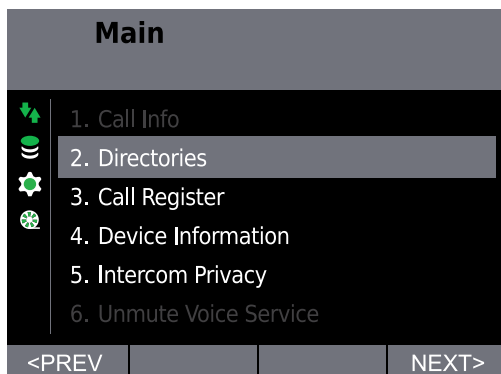 Main
1. Call Info
2. Directories
3. Call Register
4. Device Information
5. Intercom Privacy
6. Unmute Voice Service
<PREV NEXT>